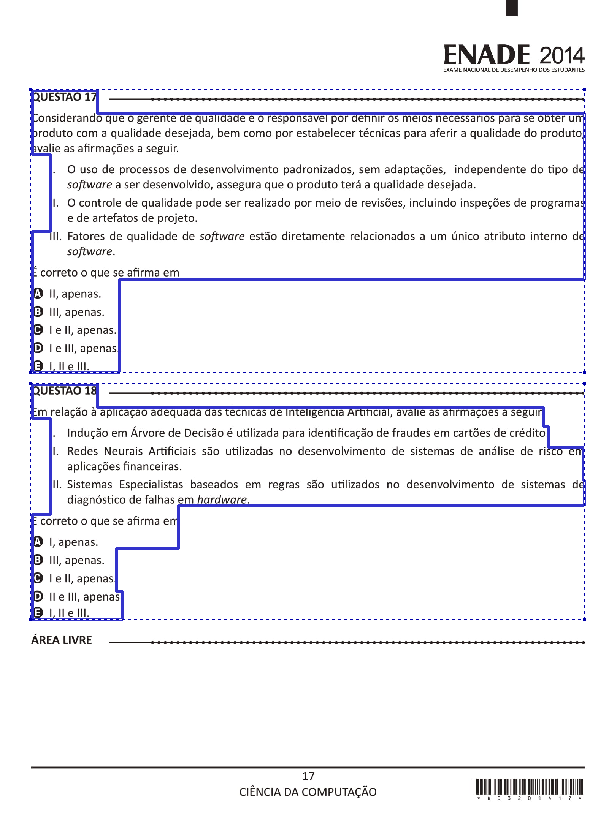 ENADE 2014
EXAME NACIONAL DE DESEMPENHO DOS ESTUDANTES
QUESTÃO 17
Considerando que o gerente de qualidade é o responsável por definir os meios necessários para se obter um
produto com a qualidade desejada, bem como por estabelecer técnicas para aferir a qualidade do produto,
avalie as afirmações a seguir.
I. O uso de processos de desenvolvimento padronizados, sem adaptações, independente do tipo de
software a ser desenvolvido, assegura que o produto terá a qualidade desejada.
II. O controle de qualidade pode ser realizado por meio de revisões, incluindo inspeções de programas
e de artefatos de projeto.
III. Fatores de qualidade de software estão diretamente relacionados a um único atributo interno de
software.
É correto o que se afirma em
A II, apenas.
B III, apenas.
C I e II, apenas.
D I e III, apenas.
E I, II e III.
QUESTÃO 18
Em relação à aplicação adequada das técnicas de Inteligência Artificial, avalie as afirmações a seguir.
I. Indução em Árvore de Decisão é utilizada para identificação de fraudes em cartões de crédito.
II. Redes Neurais Artificiais são utilizadas no desenvolvimento de sistemas de análise de risco em
aplicações financeiras.
III. Sistemas Especialistas baseados em regras são utilizados no desenvolvimento de sistemas de
diagnóstico de falhas em hardware.
É correto o que se afirma em
A I, apenas.
B III, apenas.
C I e II, apenas.
D II e III, apenas.
E I, II e III.
ÁREA LIVRE
17
CIÊNCIA DA COMPUTAÇÃO